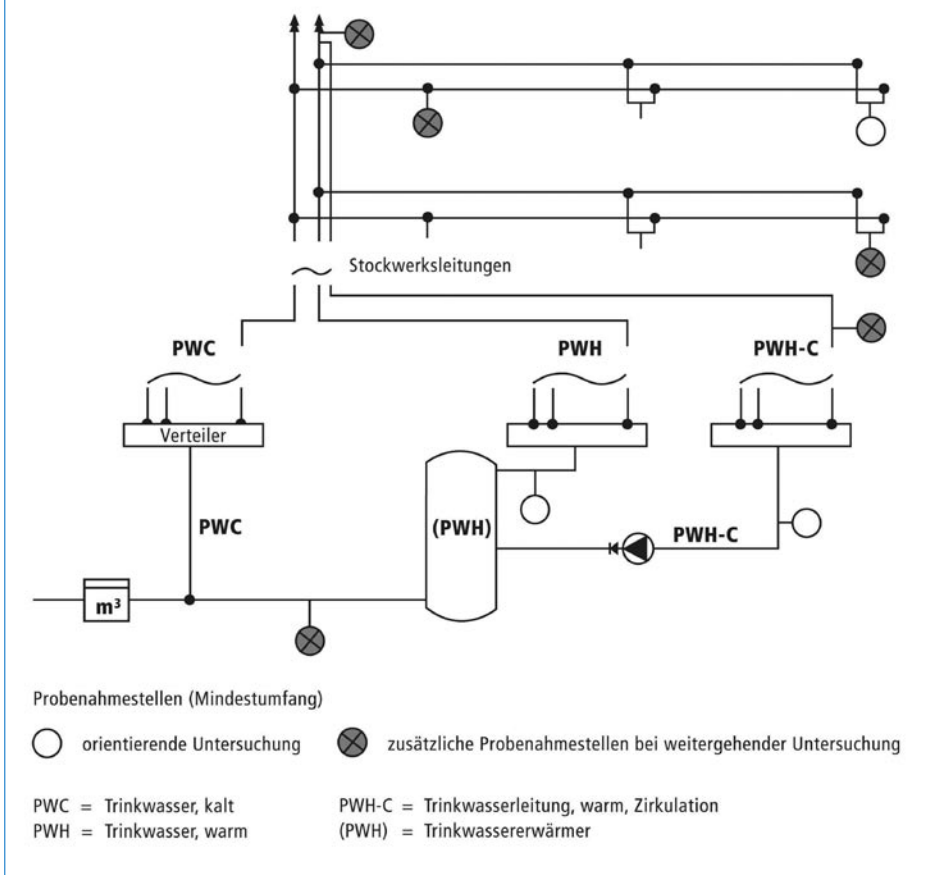 Stockwerksleitungen
PWC
PWH
PWH-C
Verteiler
PWC
(PWH)
PWH-C
m³
Probenahmestellen (Mindestumfang)
orientierende Untersuchung
zusätzliche Probenahmestellen bei weitergehender Untersuchung
PWC = Trinkwasser, kalt
PWH-C = Trinkwasserleitung, warm, Zirkulation
PWH = Trinkwasser, warm
(PWH) = Trinkwassererwärmer